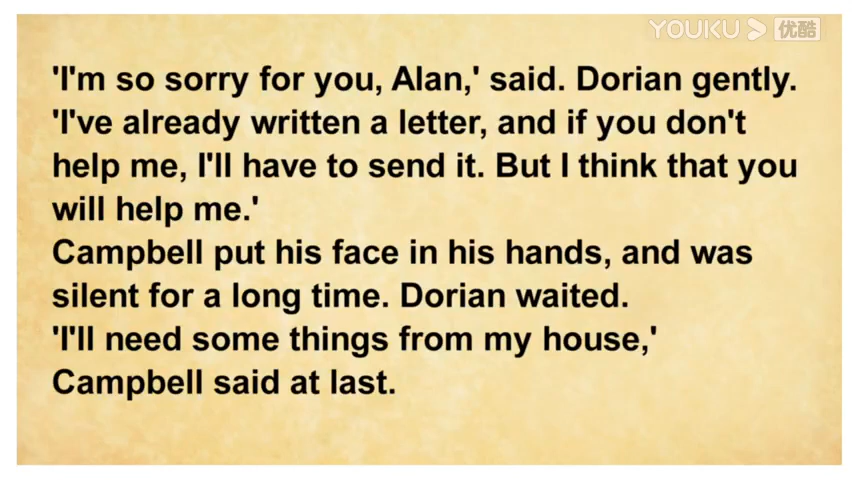 YOUKU 优酷
'I'm so sorry for you, Alan,' said. Dorian gently.
'I've already written a letter, and if you don't
help me, I'll have to send it. But I think that you
will help me.'
Campbell put his face in his hands, and was
silent for a long time. Dorian waited.
'I'll need some things from my house,'
Campbell said at last.